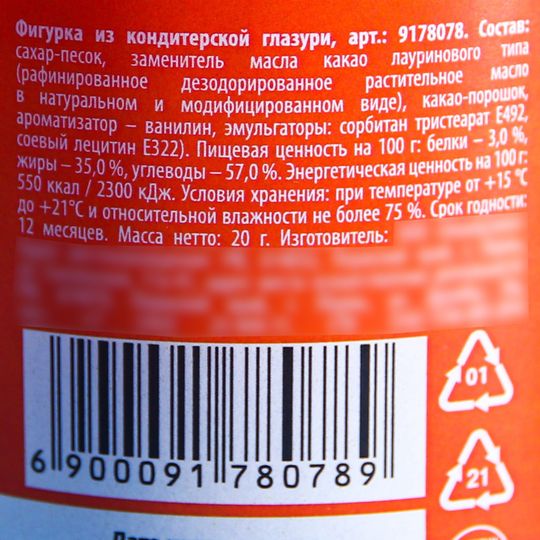 Фигурка из кондитерской глазури, арт.: 9178078. Состав:
сахар-песок, заменитель масла какао лауринового типа
(рафинированное дезодорированное растительное масло
в натуральном и модифицированном виде), какао-порошок,
ароматизатор – ванилин, эмульгаторы: сорбитан тристеарат Е492,
соевый лецитин Е322). Пищевая ценность на 100 г: белки – 3,0 %,
жиры – 35,0 %, углеводы – 57,0 %. Энергетическая ценность на 100 г:
550 ккал / 2300 кДж. Условия хранения: при температуре от +15 °С
до +21°С и относительной влажности не более 75 %. Срок годности:
12 месяцев. Масса нетто: 20 г. Изготовитель:
01
6 900091 780789
21